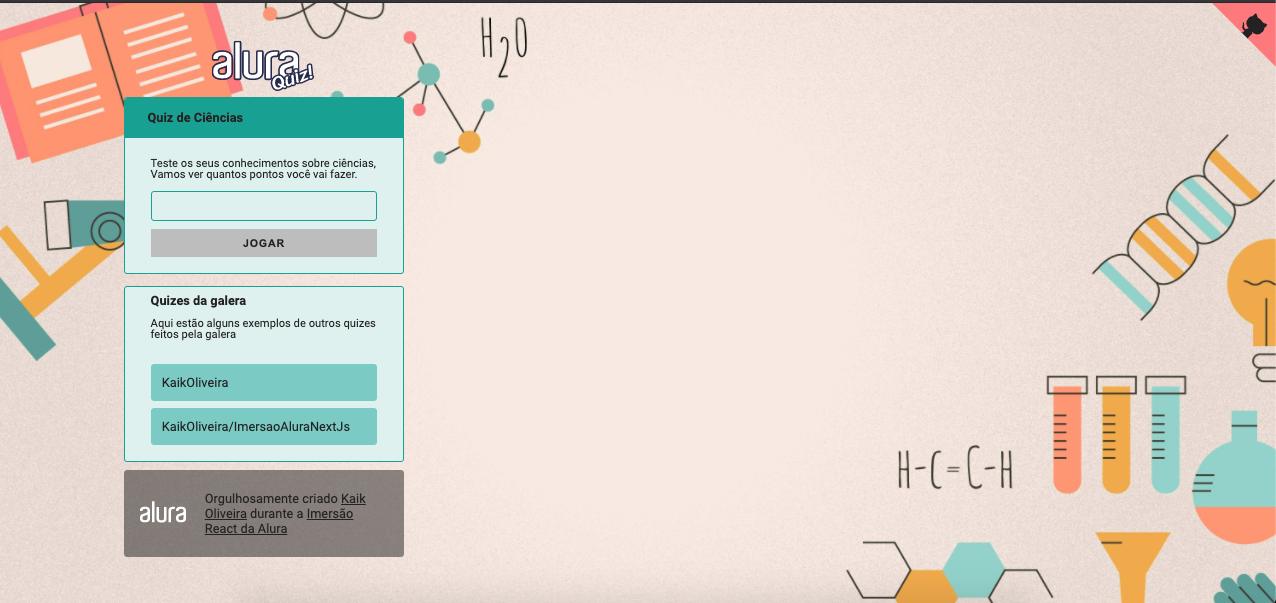 H2O
alura
Quiz!
Quiz de Ciências
Teste os seus conhecimentos sobre ciências,
Vamos ver quantos pontos você vai fazer.
JOGAR
Quizes da galera
Aqui estão alguns exemplos de outros quizes
feitos pela galera
KaikOliveira
KaikOliveira/ImersaoAluraNextJs
alura
Orgulhosamente criado Kaik
Oliveira durante a Imersão
React da Alura
H-C=C-H